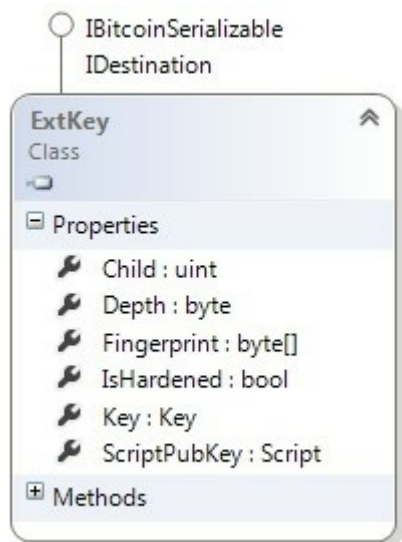 IBitcoinSerializable
IDestination
ExtKey
Class
Properties
Child : uint
Depth : byte
Fingerprint : byte[]
IsHardened : bool
Key : Key
ScriptPubKey : Script
Methods